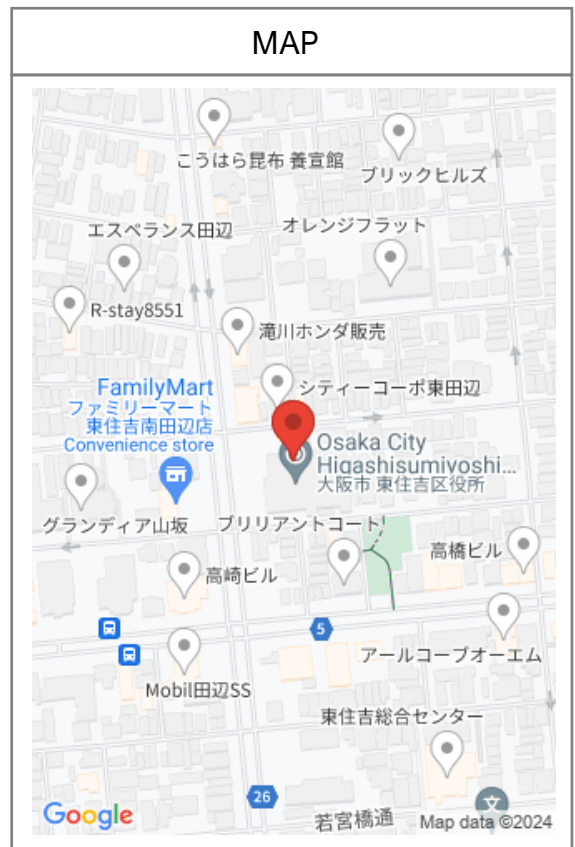 MAP
こうはら昆布 養宣館
ブリックヒルズ
エスペランス田辺
オレンジフラット
R-stay8551
滝川ホンダ販売
シティーコーポ東田辺
FamilyMart
ファミリーマート
東住吉南田辺店
Convenience store
Osaka City
Higashisumiyoshi...
大阪市 東住吉区役所
グランディア山坂
ブリリアントコート
高橋ビル
高崎ビル
5
アールコーブオーエム
Mobil田辺SS
東住吉総合センター
26
文
若宮橋通
Google
Map data ©2024